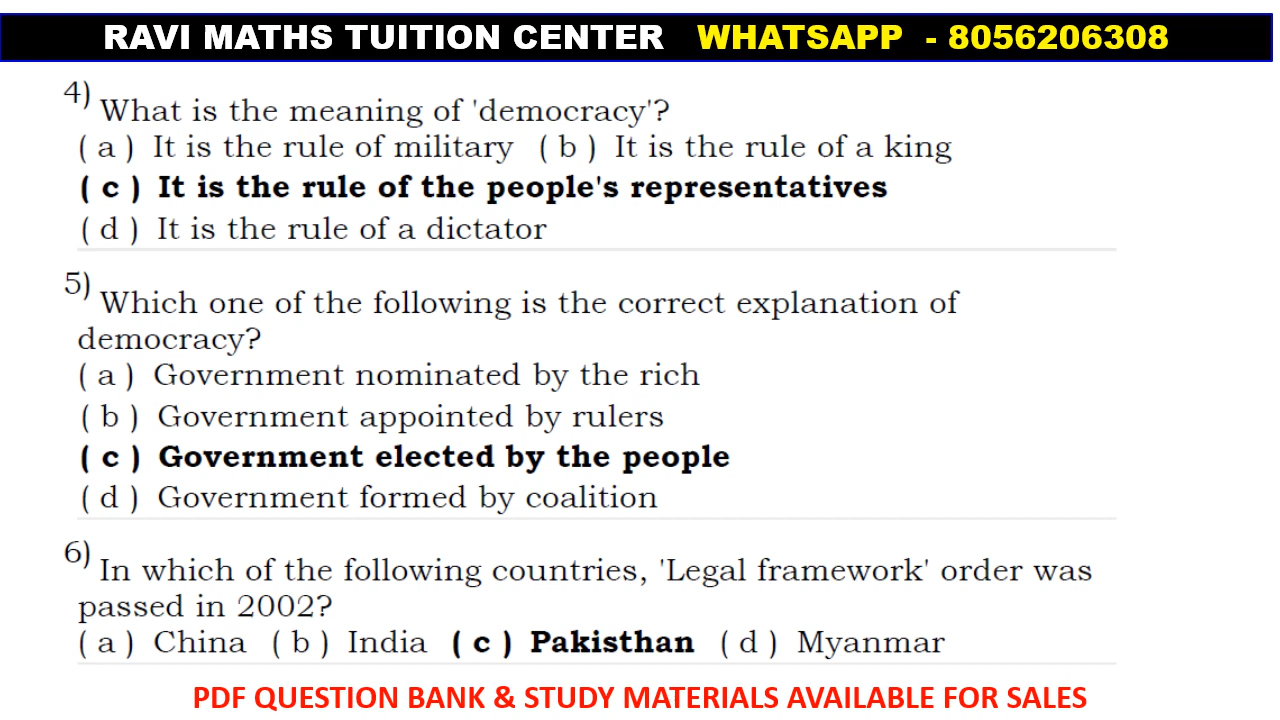 RAVI MATHS TUITION CENTER WHATSAPP - 8056206308
4) What is the meaning of 'democracy'?
( a ) It is the rule of military ( b ) It is the rule of a king
( c ) It is the rule of the people's representatives
( d ) It is the rule of a dictator
5) Which one of the following is the correct explanation of
democracy?
( a ) Government nominated by the rich
( b ) Government appointed by rulers
( c ) Government elected by the people
( d ) Government formed by coalition
6) In which of the following countries, 'Legal framework' order was
passed in 2002?
( a ) China ( b ) India ( c ) Pakisthan ( d ) Myanmar
PDF QUESTION BANK & STUDY MATERIALS AVAILABLE FOR SALES